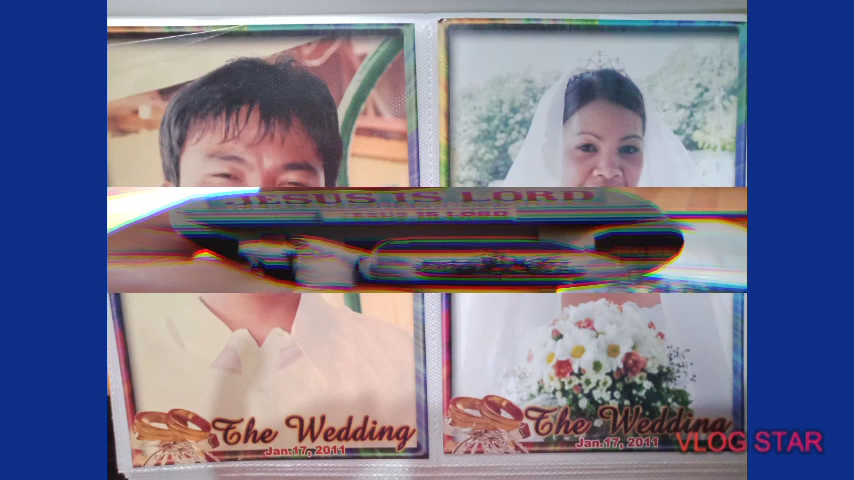 JESUS IS LORD
JESUS IS LORD
The Wedding
Jan.17, 2011
The Wedding
Jan.17, 2011
VLOG STAR